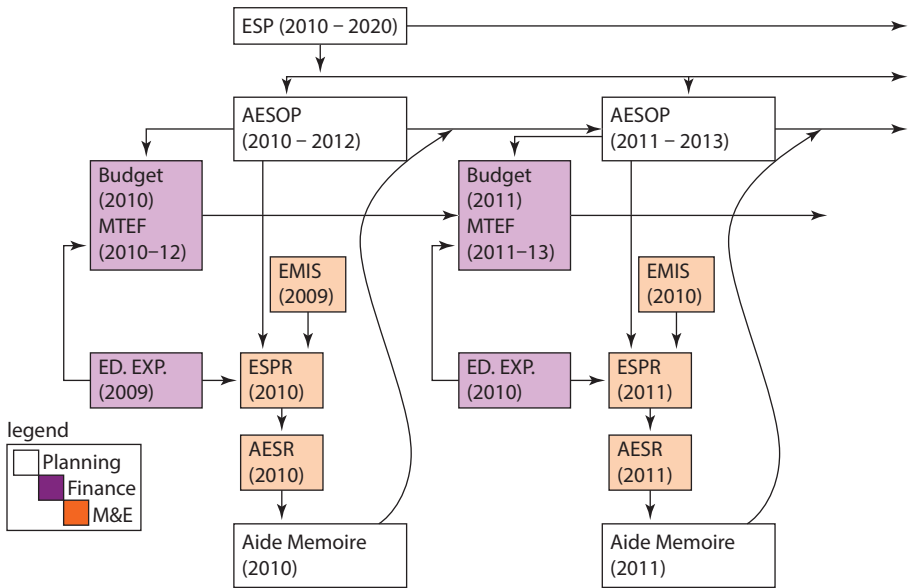 ESP (2010 – 2020)
AESOP
(2010 – 2012)
AESOP
(2011 – 2013)
Budget
(2010)
MTEF
(2010–12)
Budget
(2011)
MTEF
(2011–13)
EMIS
(2009)
EMIS
(2010)
ED. EXP.
(2009)
ESPR
(2010)
ED. EXP.
(2010)
ESPR
(2011)
AESR
(2010)
AESR
(2011)
Aide Memoire
(2010)
Aide Memoire
(2011)
legend
Planning
Finance
M&E